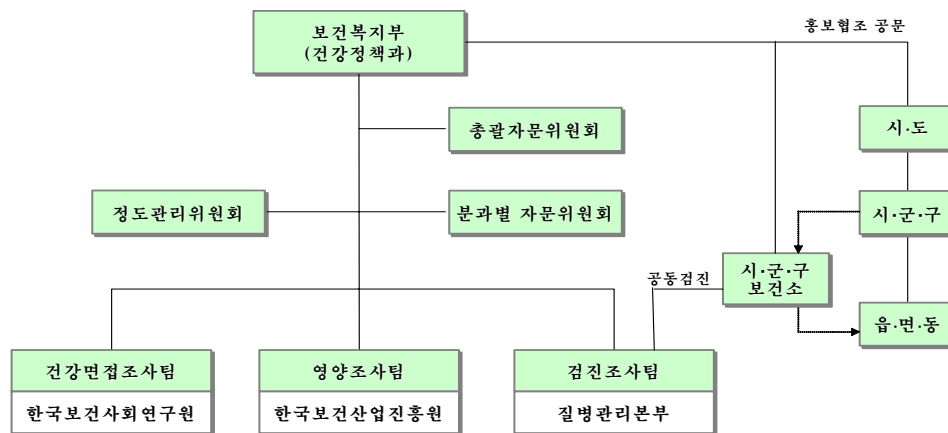 보건복지부
(건강정책과)
홍보협조 공문
총괄자문위원회
시·도
정도관리위원회
분과별 자문위원회
시·군·구
공동검진
시·군·구
보건소
읍·면·동
건강면접조사팀
한국보건사회연구원
영양조사팀
한국보건산업진흥원
검진조사팀
질병관리본부